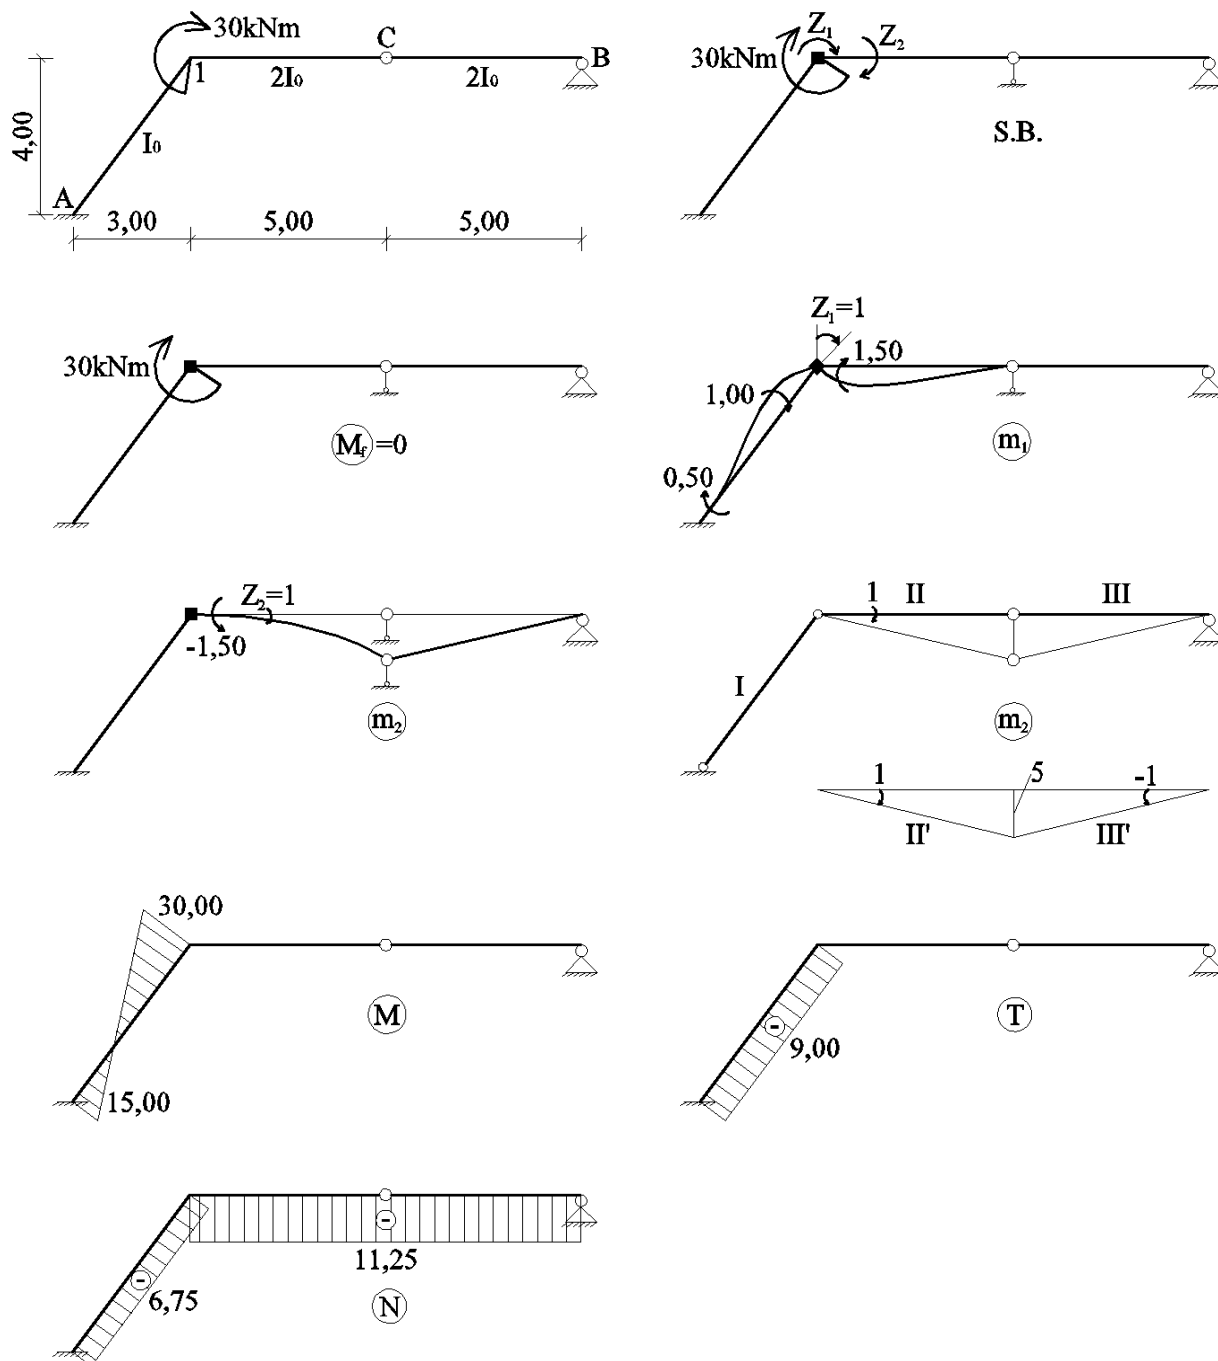 30kNm
C
B
1
2I₀
2I₀
4,00
I₀
A
3,00
5,00
5,00
Z₁
Z₂
30kNm
S.B.
30kNm
M_f =0
Z₁=1
1,50
1,00
0,50
m₁
Z₂=1
-1,50
m₂
1
II
III
I
m₂
1
5
-1
II'
III'
30,00
M
15,00
T
-
9,00
-
11,25
-
6,75
N